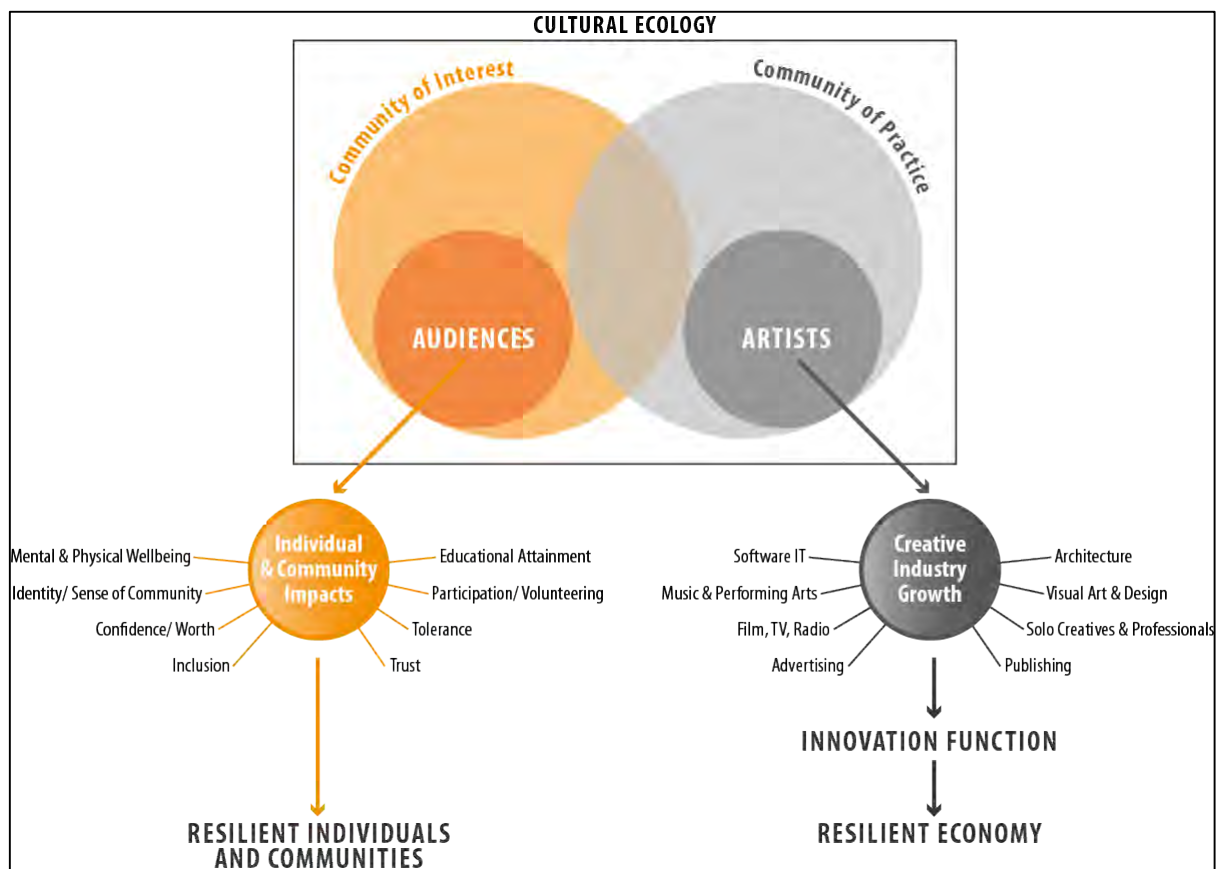 CULTURAL ECOLOGY
Community of Interest
Community of Practice
AUDIENCES
ARTISTS
Individual
& Community
Impacts
Mental & Physical Wellbeing
Identity/ Sense of Community
Confidence/ Worth
Inclusion
Educational Attainment
Participation/ Volunteering
Tolerance
Trust
RESILIENT INDIVIDUALS
AND COMMUNITIES
Creative
Industry
Growth
Software IT
Music & Performing Arts
Film, TV, Radio
Advertising
Architecture
Visual Art & Design
Solo Creatives & Professionals
Publishing
INNOVATION FUNCTION
RESILIENT ECONOMY